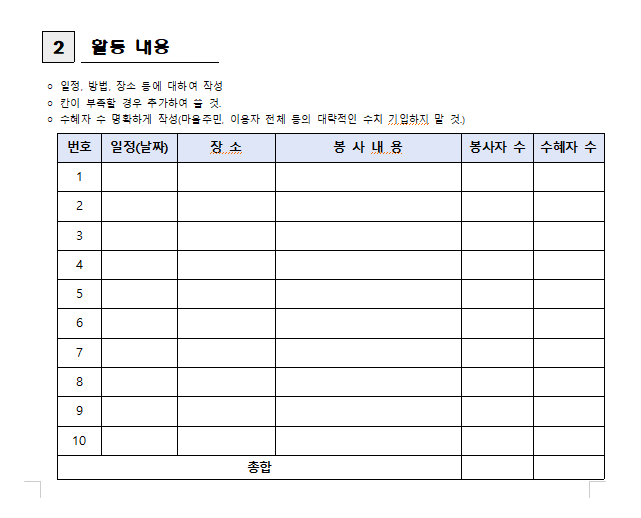 2 활동 내용
○ 일정, 방법, 장소 등에 대하여 작성
○ 칸이 부족할 경우 추가하여 쓸 것.
○ 수혜자 수 명확하게 작성(마을주민, 이용자 전체 등의 대략적인 수치 기입하지 말 것.)
번호 일정(날짜) 장 소 봉 사 내 용 봉사자 수 수혜자 수
1
2
3
4
5
6
7
8
9
10
총합